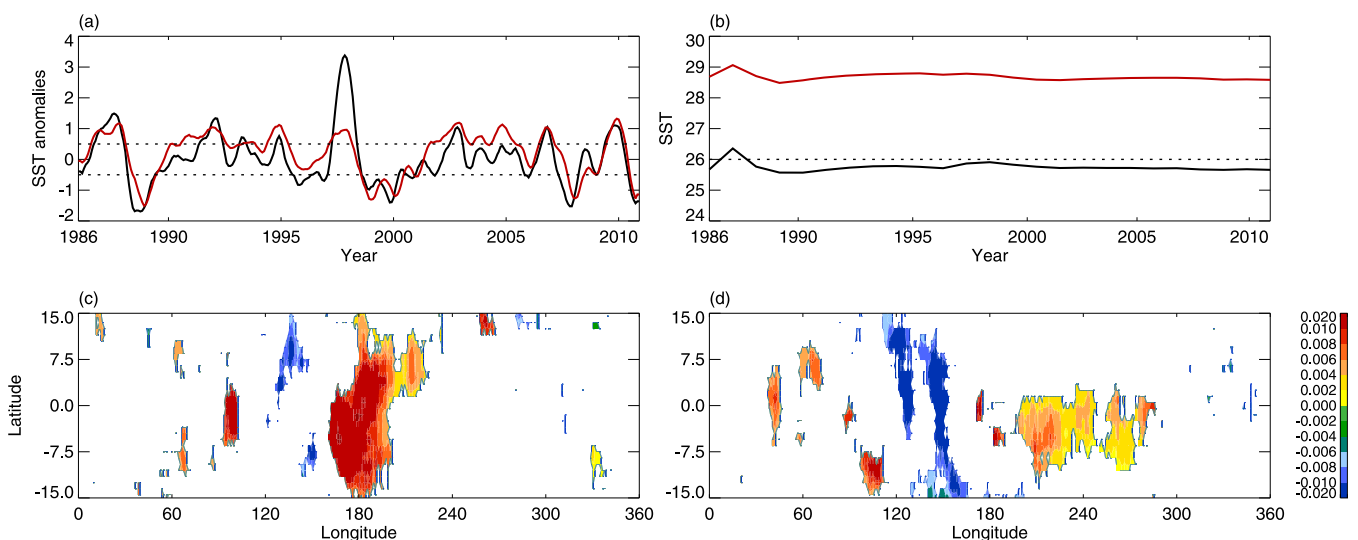 (a)
SST anomalies
4
3
2
1
0
-1
-2
1986 1990 1995 2000 2005 2010
Year
(b)
SST
30
29
28
27
26
25
24
1986 1990 1995 2000 2005 2010
Year
(c)
Latitude
15.0
7.5
0.0
-7.5
-15.0
0 60 120 180 240 300 360
Longitude
(d)
15.0
7.5
0.0
-7.5
-15.0
0 60 120 180 240 300 360
Longitude
0.020
0.010
0.008
0.006
0.004
0.002
0.000
-0.002
-0.004
-0.006
-0.008
-0.010
-0.020